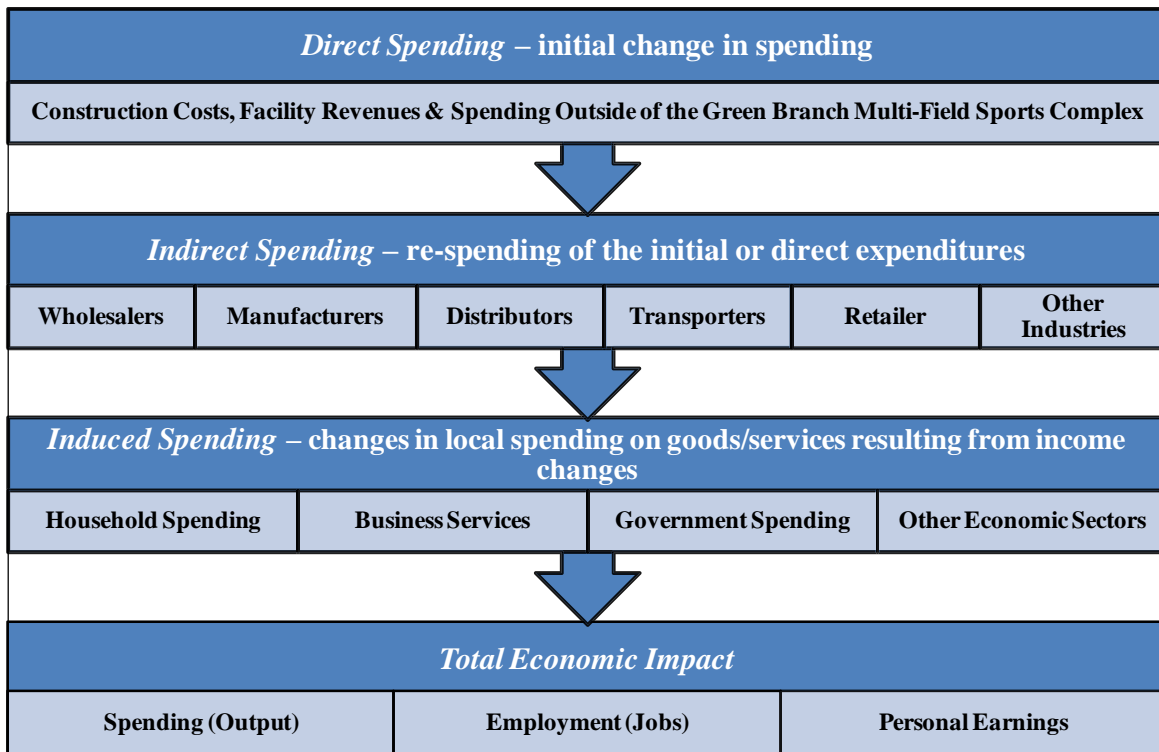 Direct Spending – initial change in spending
Construction Costs, Facility Revenues & Spending Outside of the Green Branch Multi-Field Sports Complex
Indirect Spending – re-spending of the initial or direct expenditures
Wholesalers
Manufacturers
Distributors
Transporters
Retailer
Other
Industries
Induced Spending – changes in local spending on goods/services resulting from income
changes
Household Spending
Business Services
Government Spending
Other Economic Sectors
Total Economic Impact
Spending (Output)
Employment (Jobs)
Personal Earnings